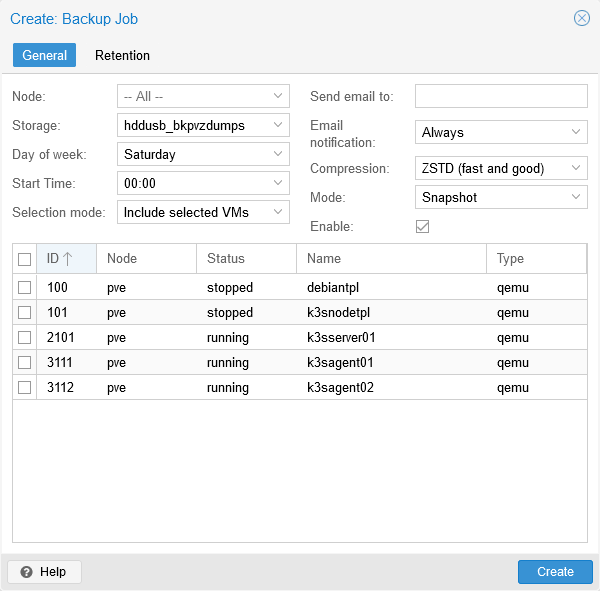 Create: Backup Job
General Retention
Node: -- All --
Storage: hddusb_bkpvzdumps
Day of week: Saturday
Start Time: 00:00
Selection mode: Include selected VMs
Send email to:
Email notification: Always
Compression: ZSTD (fast and good)
Mode: Snapshot
Enable:
ID Node Status Name Type
100 pve stopped debiantpl qemu
101 pve stopped k3snodetpl qemu
2101 pve running k3sserver01 qemu
3111 pve running k3sagent01 qemu
3112 pve running k3sagent02 qemu
Help Create